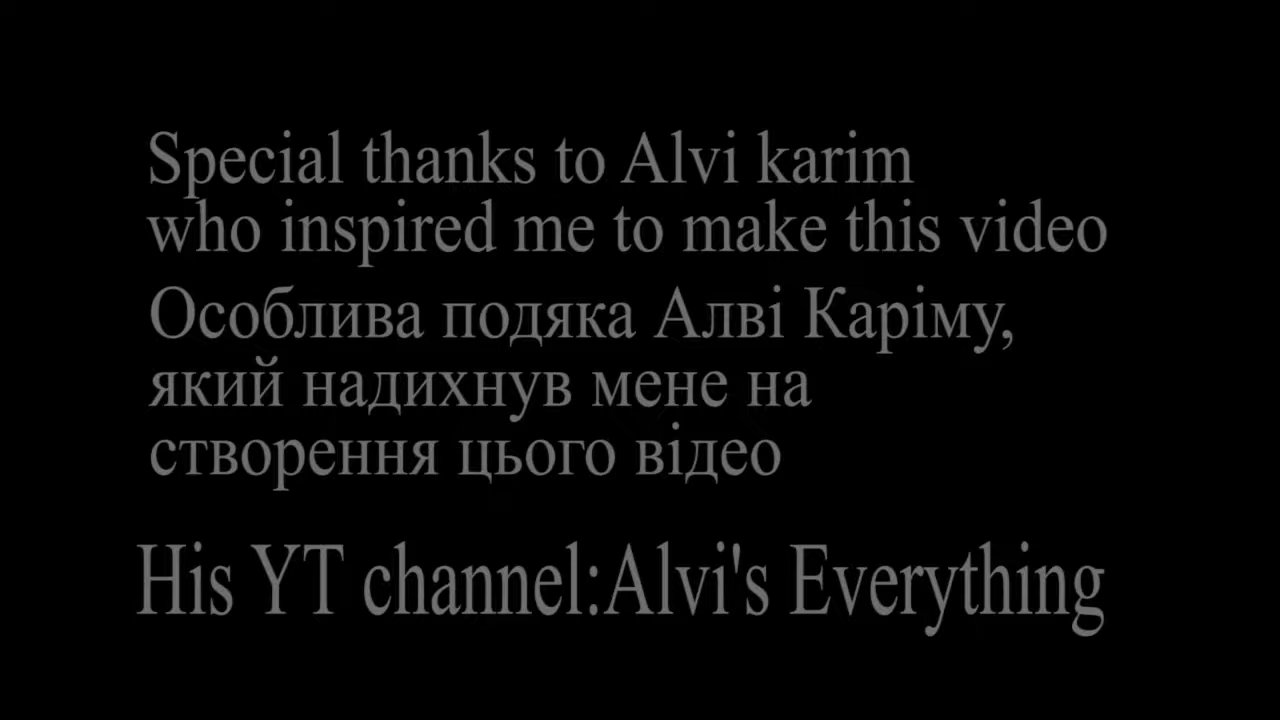 Special thanks to Alvi karim
who inspired me to make this video
Особлива подяка Алві Каріму,
який надихнув мене на
створення цього відео
His YT channel:Alvi's Everything